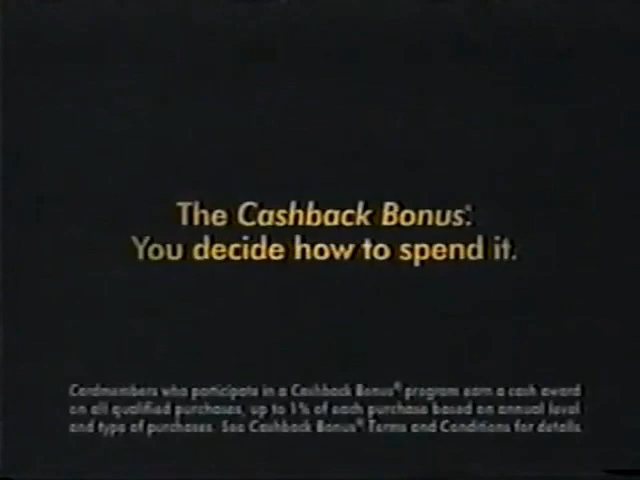 The Cashback Bonus®:
You decide how to spend it.
Cardmembers who participate in a Cashback Bonus® program earn a cash award
on all qualified purchases, up to 1% of each purchase based on annual level
and type of purchases. See Cashback Bonus® Terms and Conditions for details.